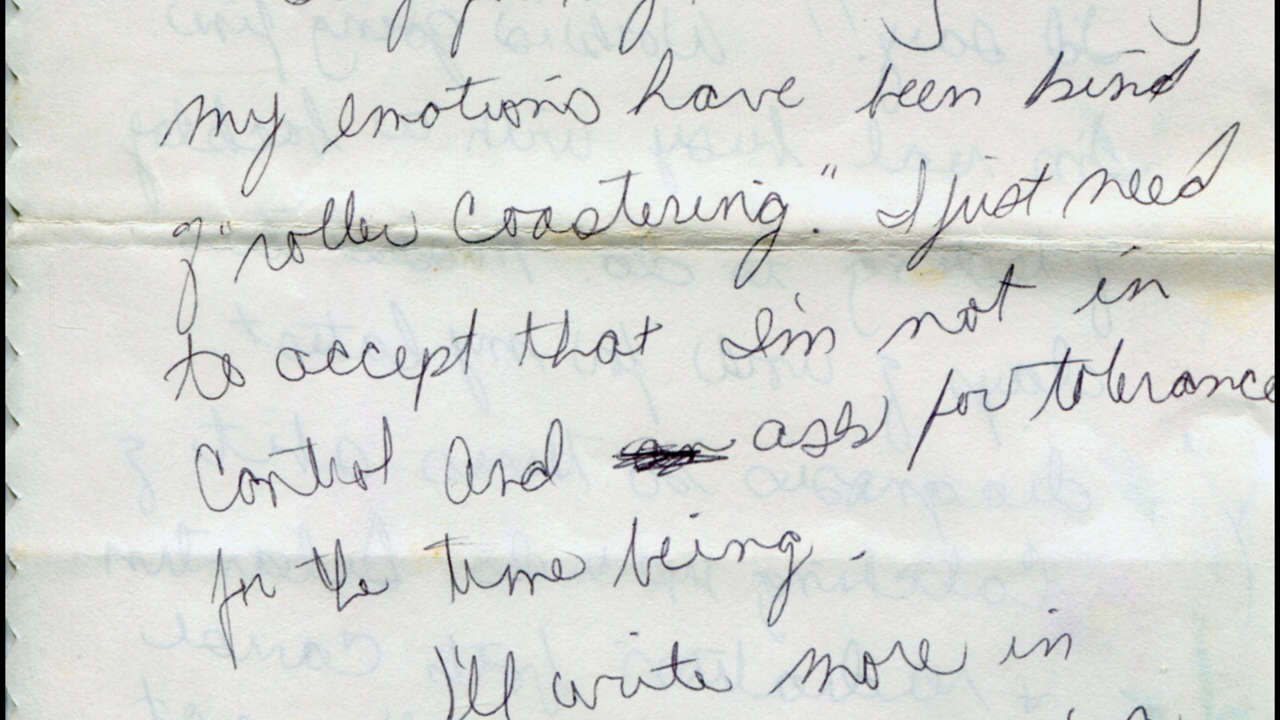 my emotions have been kind
of "roller coastering." I just need
to accept that I'm not in
control and ask for tolerance
for the time being.
I'll write more in